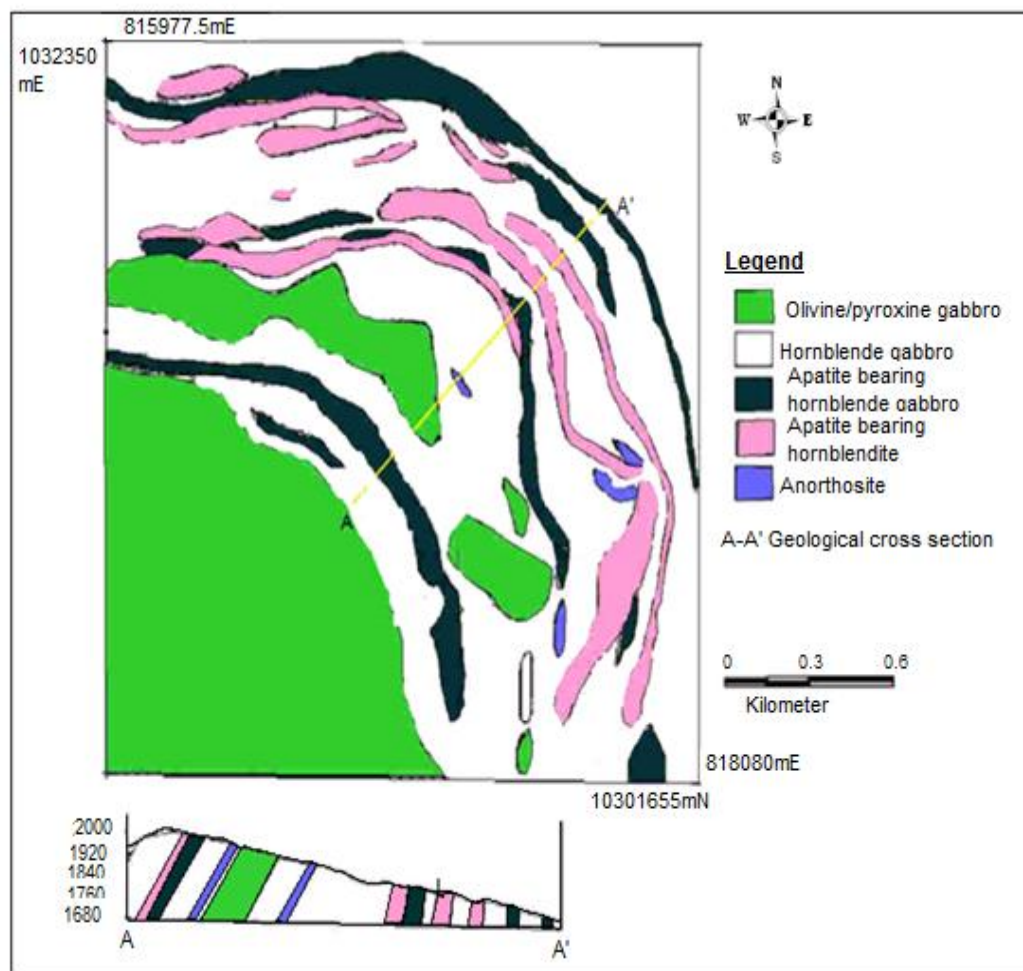 815977.5mE
1032350
mE
N
W E
S
A'
A
Legend
Olivine/pyroxine gabbro
Hornblende gabbro
Apatite bearing
hornblende gabbro
Apatite bearing
hornblendite
Anorthosite
A-A' Geological cross section
0 0.3 0.6
Kilometer
818080mE
10301655mN
2000
1920
1840
1760
1680
A A'